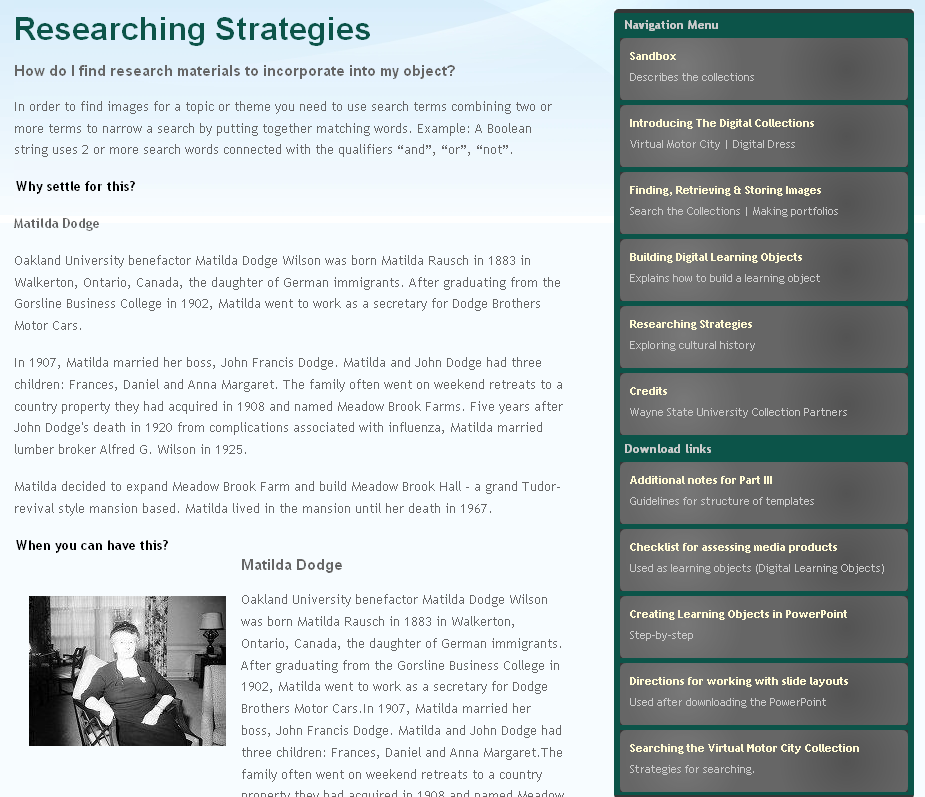 Researching Strategies
How do I find research materials to incorporate into my object?
In order to find images for a topic or theme you need to use search terms combining two or
more terms to narrow a search by putting together matching words. Example: A Boolean
string uses 2 or more search words connected with the qualifiers “and”, “or”, “not”.
Why settle for this?
Matilda Dodge
Oakland University benefactor Matilda Dodge Wilson was born Matilda Rausch in 1883 in
Walkerton, Ontario, Canada, the daughter of German immigrants. After graduating from the
Gorsline Business College in 1902, Matilda went to work as a secretary for Dodge Brothers
Motor Cars.
In 1907, Matilda married her boss, John Francis Dodge. Matilda and John Dodge had three
children: Frances, Daniel and Anna Margaret. The family often went on weekend retreats to a
country property they had acquired in 1908 and named Meadow Brook Farms. Five years after
John Dodge's death in 1920 from complications associated with influenza, Matilda married
lumber broker Alfred G. Wilson in 1925.
Matilda decided to expand Meadow Brook Farm and build Meadow Brook Hall - a grand Tudor-
revival style mansion based. Matilda lived in the mansion until her death in 1967.
When you can have this?
Matilda Dodge
Oakland University benefactor Matilda Dodge Wilson
was born Matilda Rausch in 1883 in Walkerton,
Ontario, Canada, the daughter of German immigrants.
After graduating from the Gorsline Business College in
1902, Matilda went to work as a secretary for Dodge
Brothers Motor Cars.In 1907, Matilda married her
boss, John Francis Dodge. Matilda and John Dodge had
three children: Frances, Daniel and Anna Margaret.The
family often went on weekend retreats to a country
property they had acquired in 1908 and named Meadow
Navigation Menu
Sandbox
Describes the collections
Introducing The Digital Collections
Virtual Motor City | Digital Dress
Finding, Retrieving & Storing Images
Search the Collections | Making portfolios
Building Digital Learning Objects
Explains how to build a learning object
Researching Strategies
Exploring cultural history
Credits
Wayne State University Collection Partners
Download links
Additional notes for Part III
Guidelines for structure of templates
Checklist for assessing media products
Used as learning objects (Digital Learning Objects)
Creating Learning Objects in PowerPoint
Step-by-step
Directions for working with slide layouts
Used after downloading the PowerPoint
Searching the Virtual Motor City Collection
Strategies for searching.